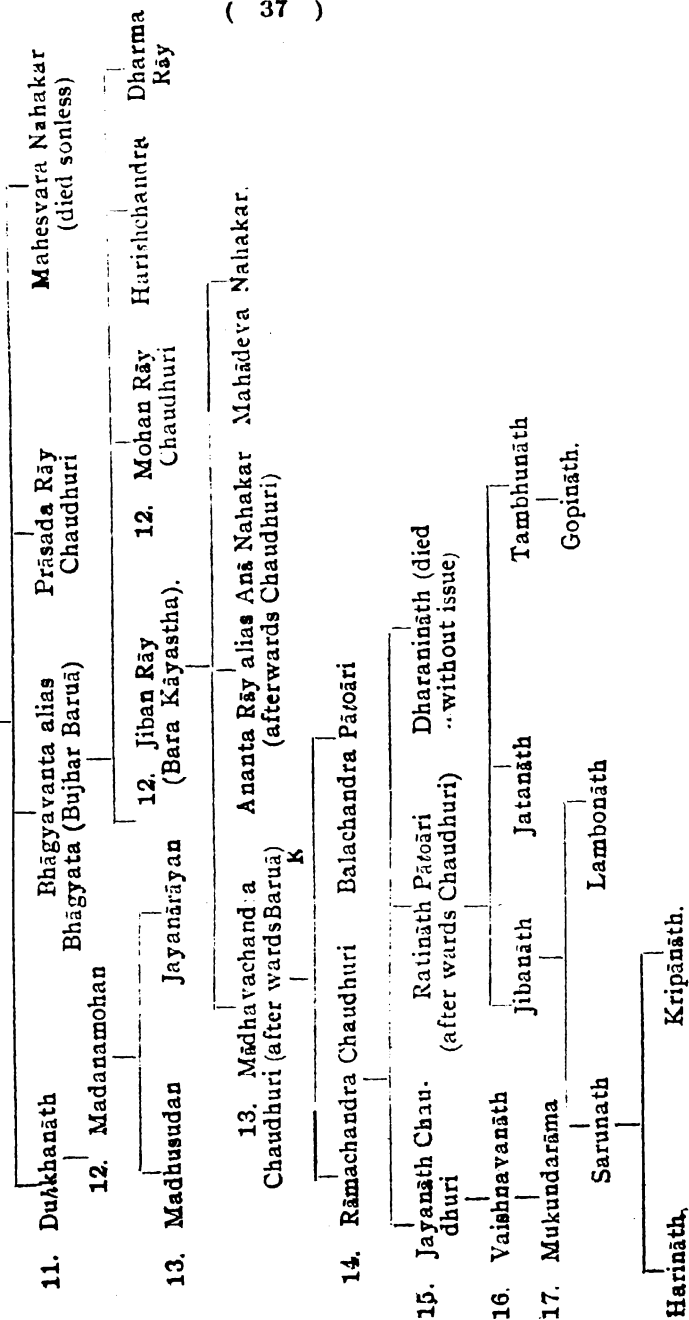 ( 37 )
11. Duhkhanāth
Bhāgyavanta alias
Bhāgyata (Bujhar Baruā)
Prāsada Rāy
Chaudhuri
Mahesvara Nahakar
(died sonless)
12. Madanamohan
12. Jiban Rāy
(Bara Kāyastha).
12. Mohan Rāy
Chaudhuri
Harishchandra
Dharma
Rāy
13. Madhusudan
Jayanārāyan
13. Mādhavachandra
Chaudhuri (after wards Baruā)
K
Ananta Rāy alias Anā Nahakar
(afterwards Chaudhuri)
Mahādeva Nahakar.
14. Rāmachandra Chaudhuri
Balachandra Pātoāri
15. Jayanāth Chau-
dhuri
Ratināth Pātoāri
(after wards Chaudhuri)
Dharanināth (died
without issue)
16. Vaishnavanāth
Jibanāth
Jatanāth
Tambhunāth
17. Mukundarāma
Gopināth.
Sarunath
Lambonāth
Harināth,
Kripānāth.